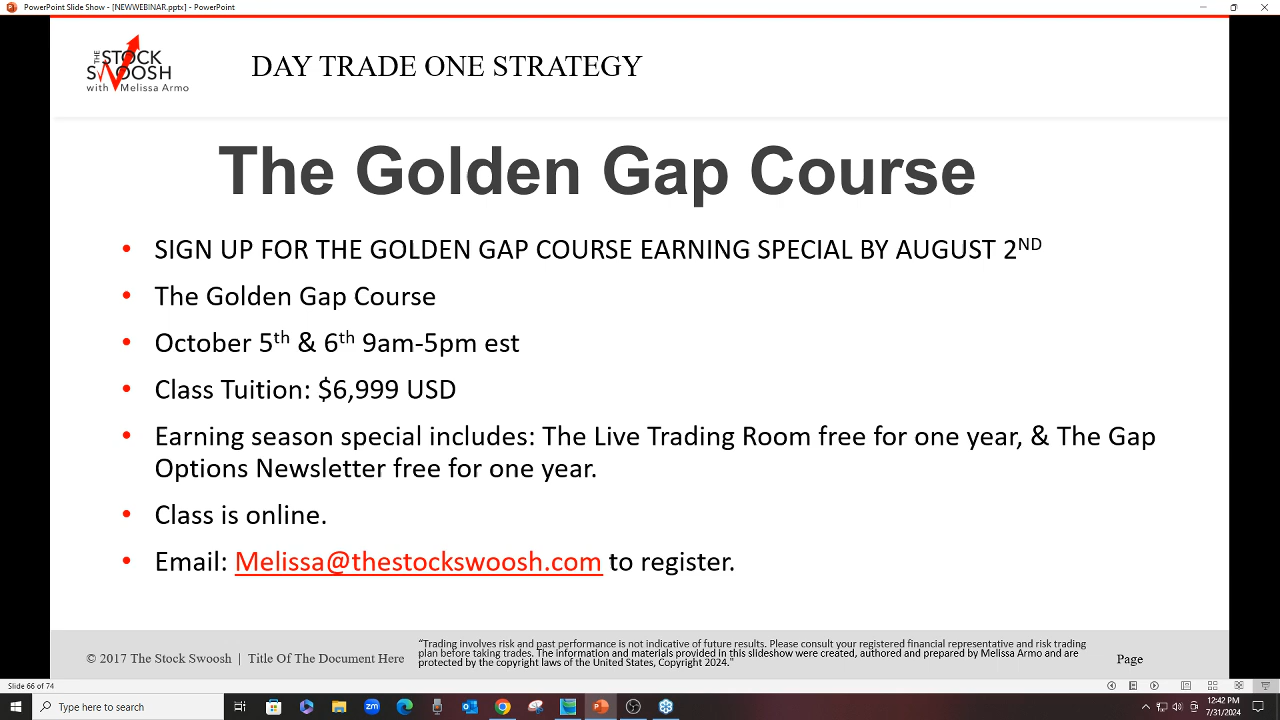 PowerPoint Slide Show - [NEWWEBINAR.pptx] - PowerPoint
THE STOCK
SWOOSH
with Melissa Armo
DAY TRADE ONE STRATEGY
The Golden Gap Course
• SIGN UP FOR THE GOLDEN GAP COURSE EARNING SPECIAL BY AUGUST 2ND
• The Golden Gap Course
• October 5th & 6th 9am-5pm est
• Class Tuition: $6,999 USD
• Earning season special includes: The Live Trading Room free for one year, & The Gap
Options Newsletter free for one year.
• Class is online.
• Email: Melissa@thestockswoosh.com to register.
© 2017 The Stock Swoosh | Title Of The Document Here
"Trading involves risk and past performance is not indicative of future results. Please consult your registered financial representative and risk trading
plan before taking trades. The information and materials provided in this slideshow were created, authored and prepared by Melissa Armo and are
protected by the copyright laws of the United States, Copyright 2024."
Page
Slide 66 of 74
Type here to search
12:42 PM
7/31/2024